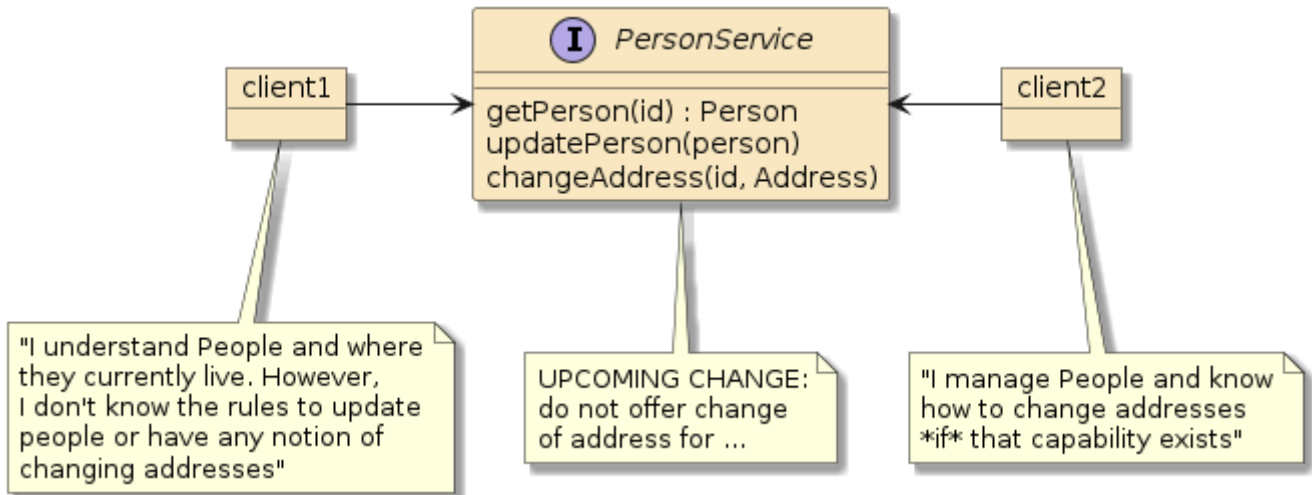 I PersonService
client1
client2
getPerson(id) : Person
updatePerson(person)
changeAddress(id, Address)
"I understand People and where
they currently live. However,
I don't know the rules to update
people or have any notion of
changing addresses"
UPCOMING CHANGE:
do not offer change
of address for ...
"I manage People and know
how to change addresses
*if* that capability exists"